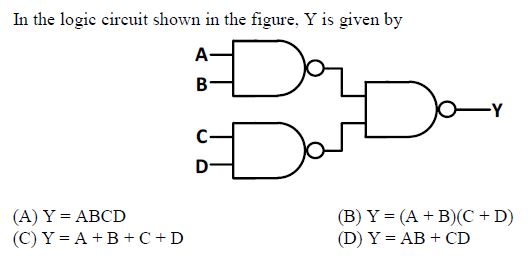 In the logic circuit shown in the figure, Y is given by
A
B
Y
C
D
(A) Y = ABCD
(B) Y = (A + B)(C + D)
(C) Y = A + B + C + D
(D) Y = AB + CD